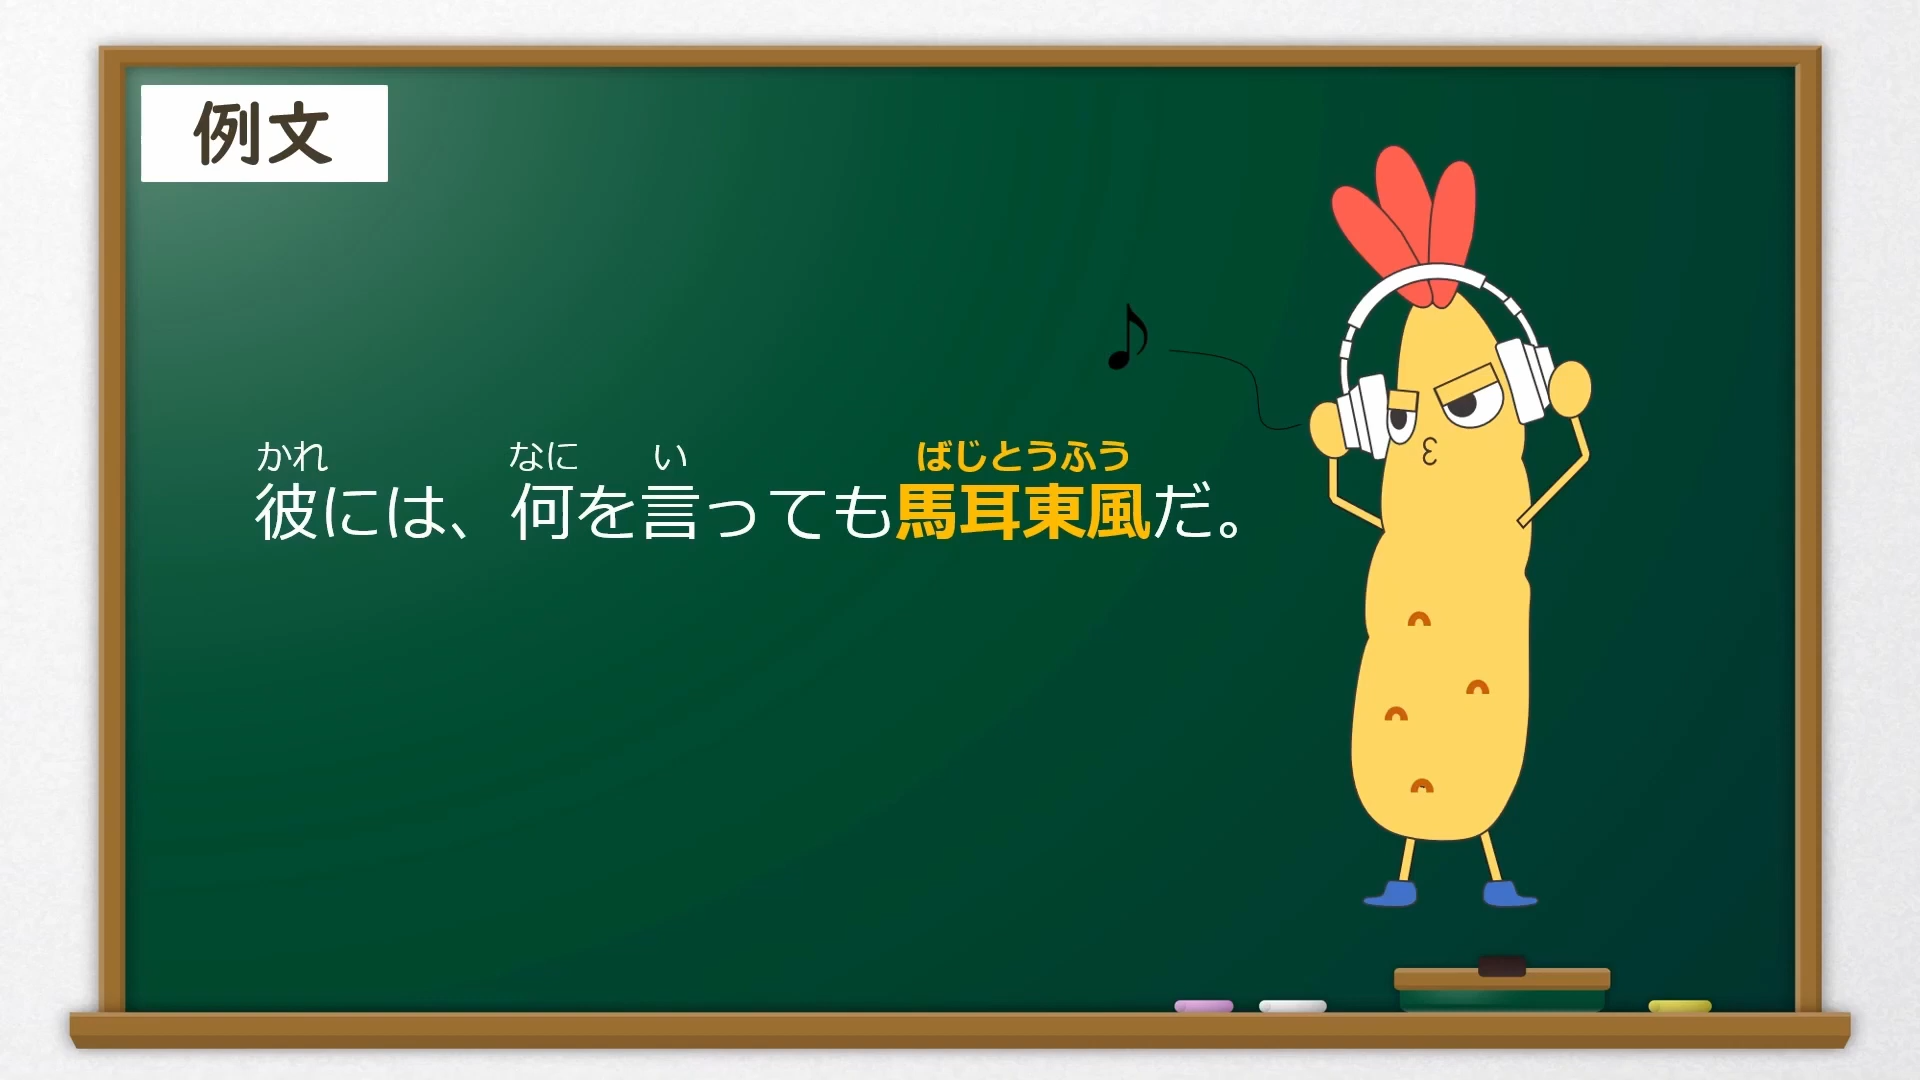 例文
かれ なに い ばじとうふう
彼には、何を言っても馬耳東風だ。